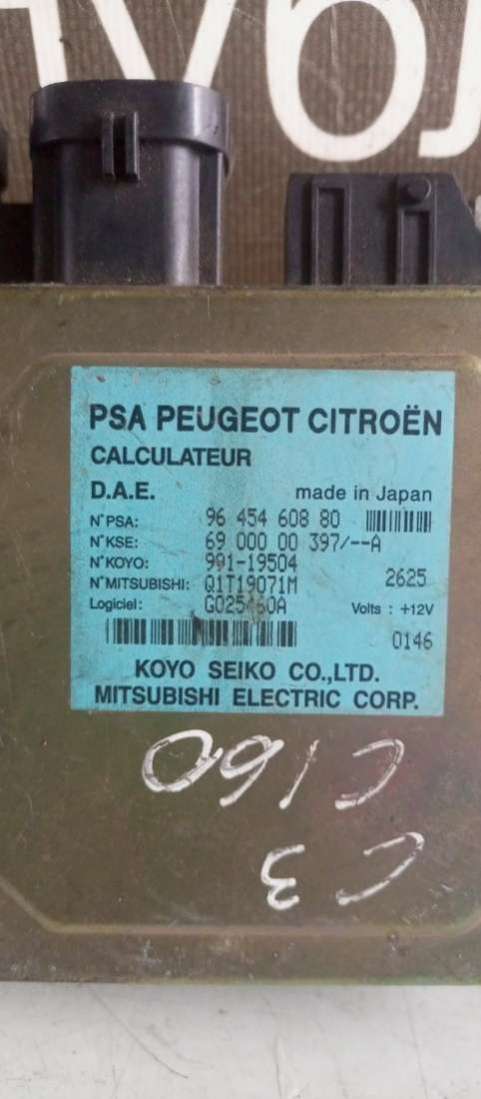 PSA PEUGEOT CITROËN
CALCULATEUR
D.A.E. made in Japan
N°PSA: 96 454 608 80
N°KSE: 69 000 00 397/--A
N°KOYO: 991-19504
N°MITSUBISHI: Q1T19071M 2625
Logiciel: G025460A Volts : +12V
0146
KOYO SEIKO CO.,LTD.
MITSUBISHI ELECTRIC CORP.
C160
C3